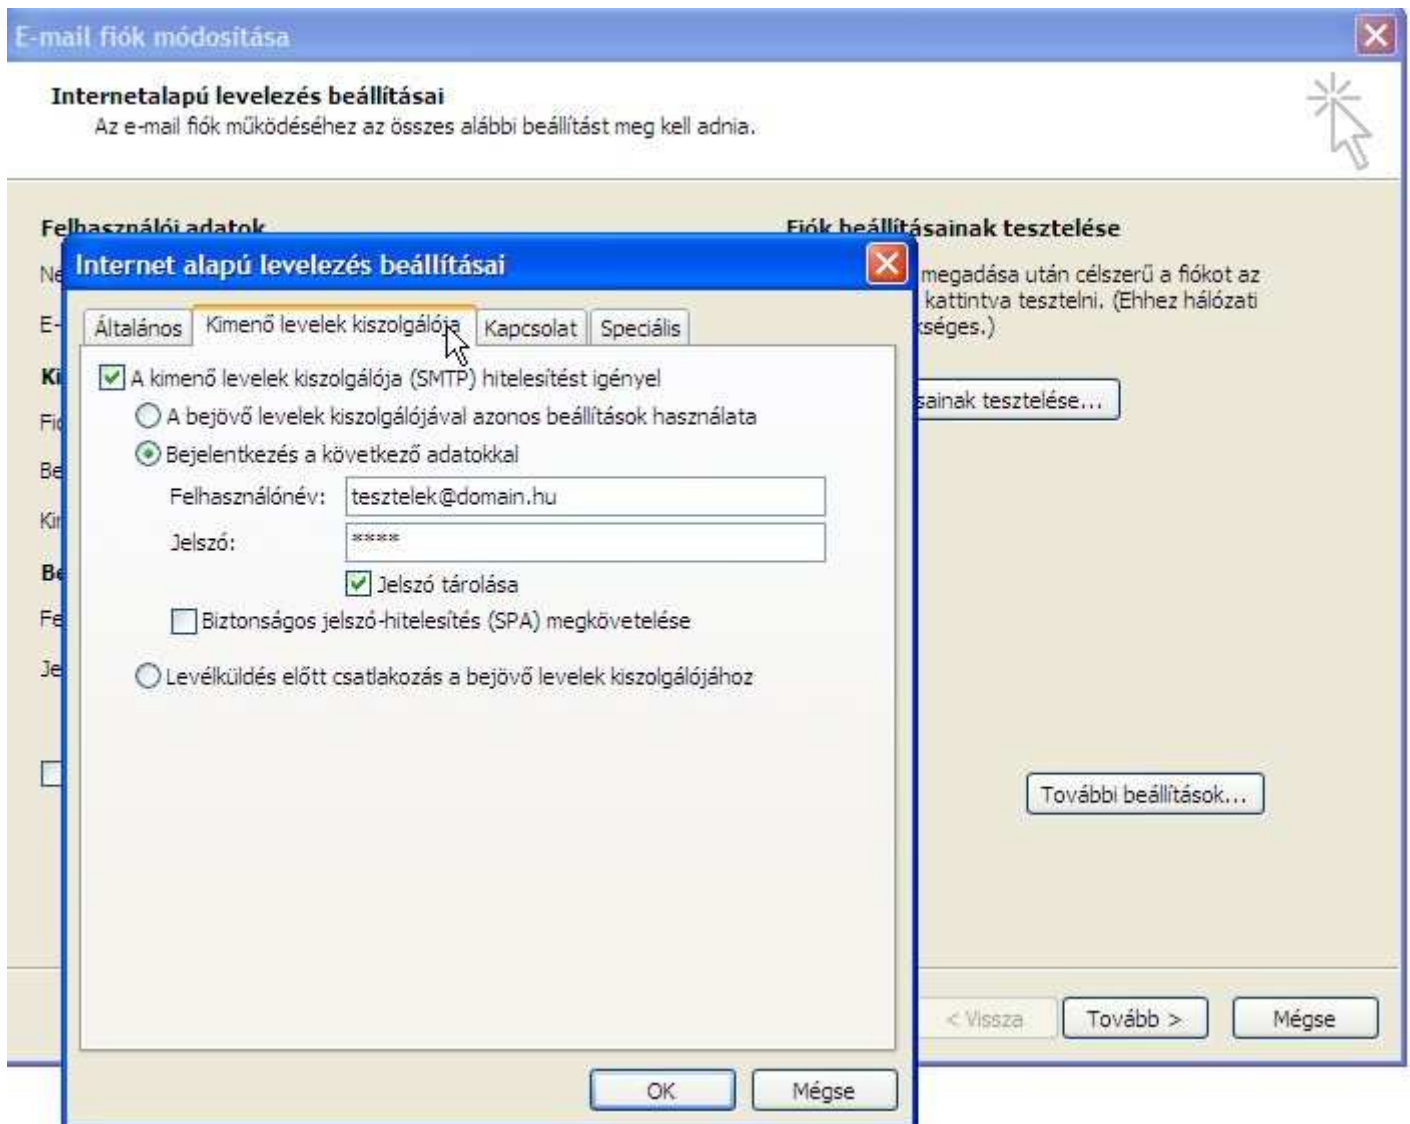 E-mail fiók módosítása
Internetalapú levelezés beállításai
Az e-mail fiók működéséhez az összes alábbi beállítást meg kell adnia.
Felhasználói adatok
Fiók beállításainak tesztelése
Internet alapú levelezés beállításai
megadása után célszerű a fiókot az
kattintva tesztelni. (Ehhez hálózati
Általános
Kimenő levelek kiszolgálója
Kapcsolat
Speciális
A kimenő levelek kiszolgálója (SMTP) hitelesítést igényel
A bejövő levelek kiszolgálójával azonos beállítások használata
tesztelése...
Bejelentkezés a következő adatokkal
Felhasználónév: tesztelek@domain.hu
Jelszó: ****
Jelszó tárolása
Biztonságos jelszó-hitelesítés (SPA) megkövetelése
Levélküldés előtt csatlakozás a bejövő levelek kiszolgálójához
További beállítások...
< Vissza
Tovább >
Mégse
OK
Mégse